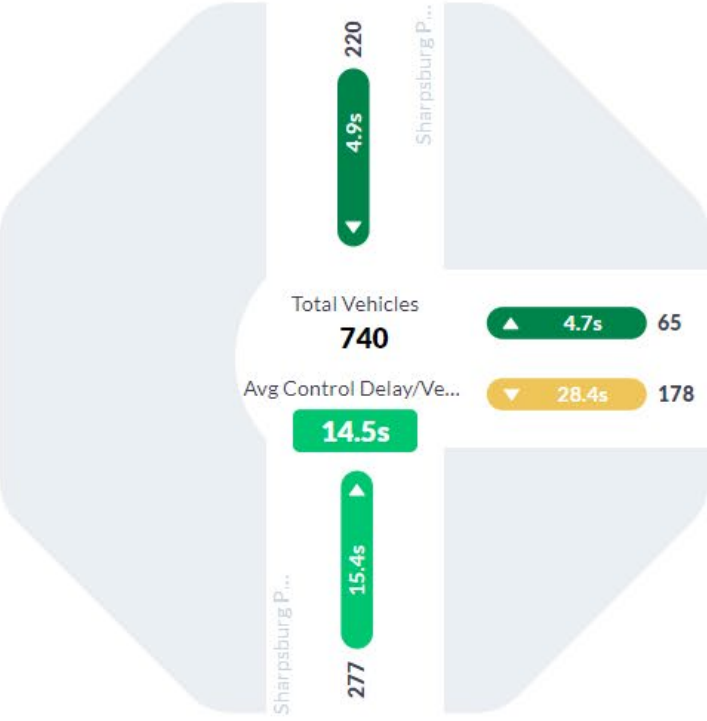 220
Sharpsburg P...
4.9s
Total Vehicles
740
4.7s
65
Avg Control Delay/Ve...
28.4s
178
14.5s
15.4s
Sharpsburg P...
277